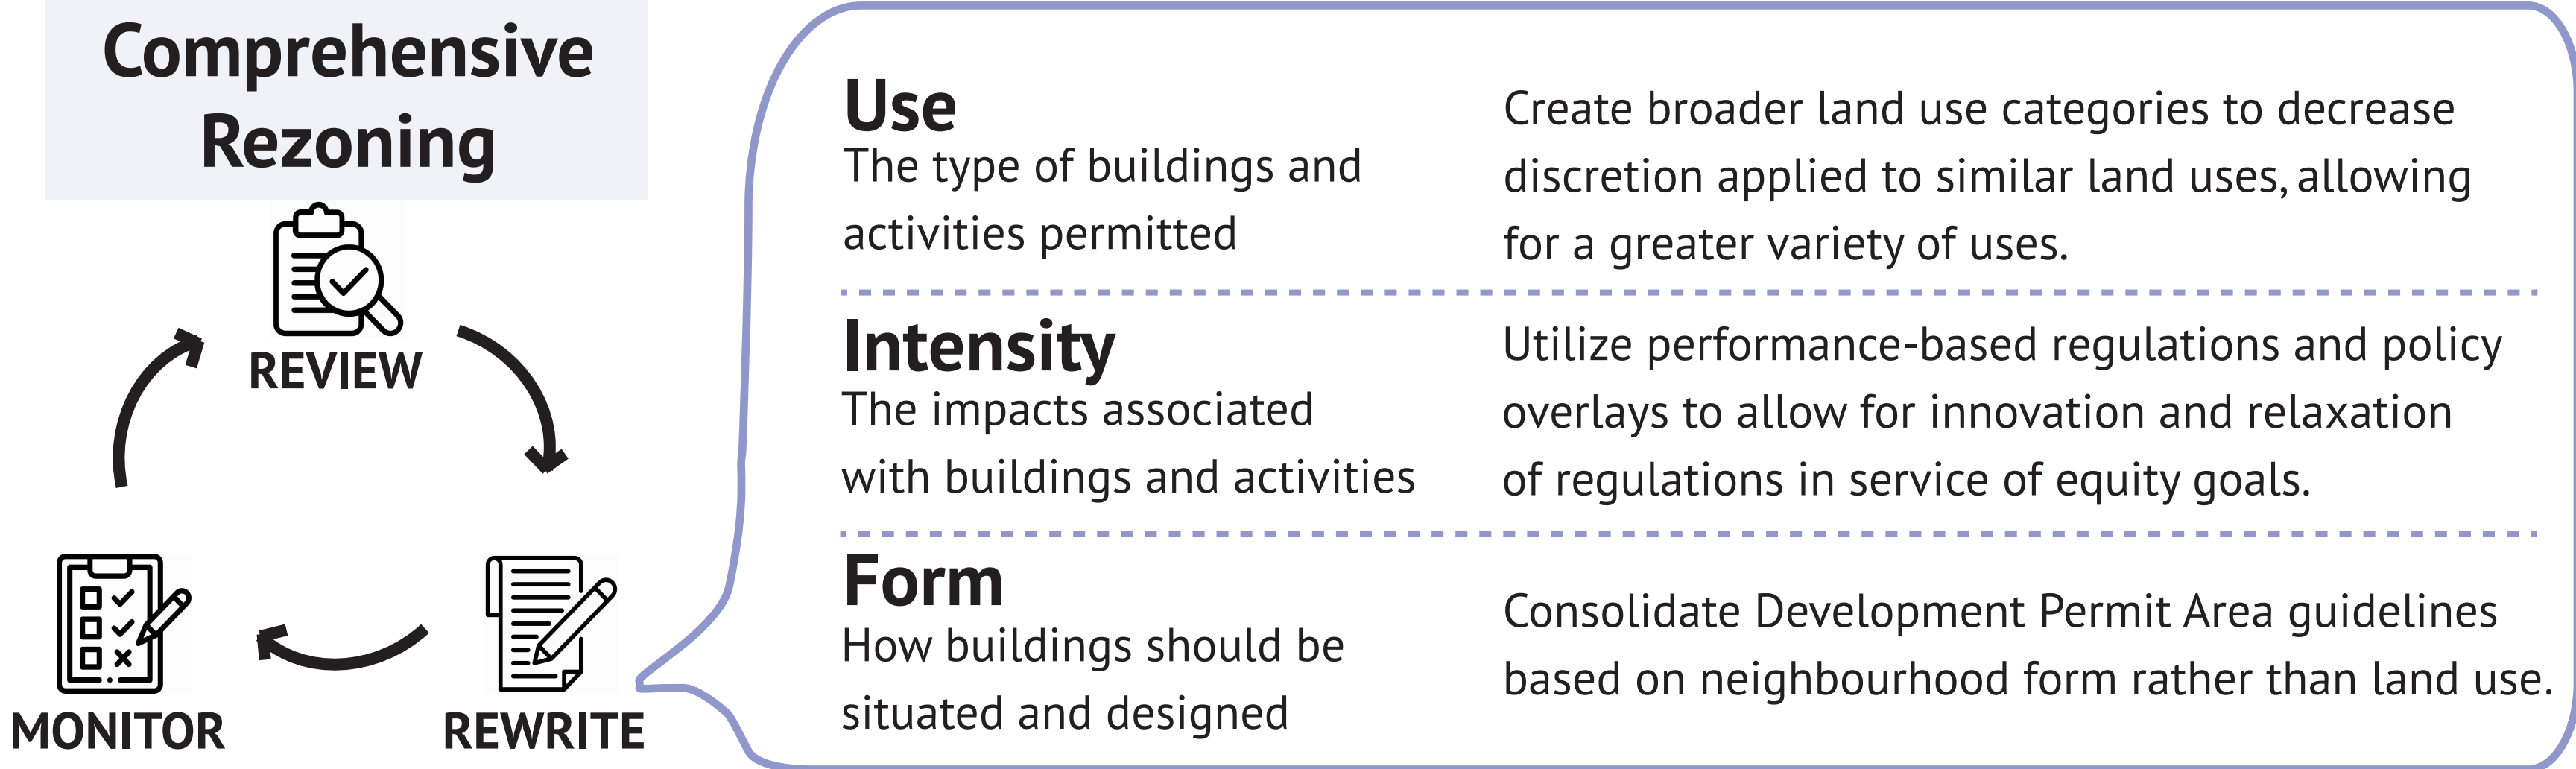 Comprehensive
Rezoning
REVIEW
REWRITE
MONITOR
Use
The type of buildings and
activities permitted
Create broader land use categories to decrease
discretion applied to similar land uses, allowing
for a greater variety of uses.
Intensity
The impacts associated
with buildings and activities
Utilize performance-based regulations and policy
overlays to allow for innovation and relaxation
of regulations in service of equity goals.
Form
How buildings should be
situated and designed
Consolidate Development Permit Area guidelines
based on neighbourhood form rather than land use.